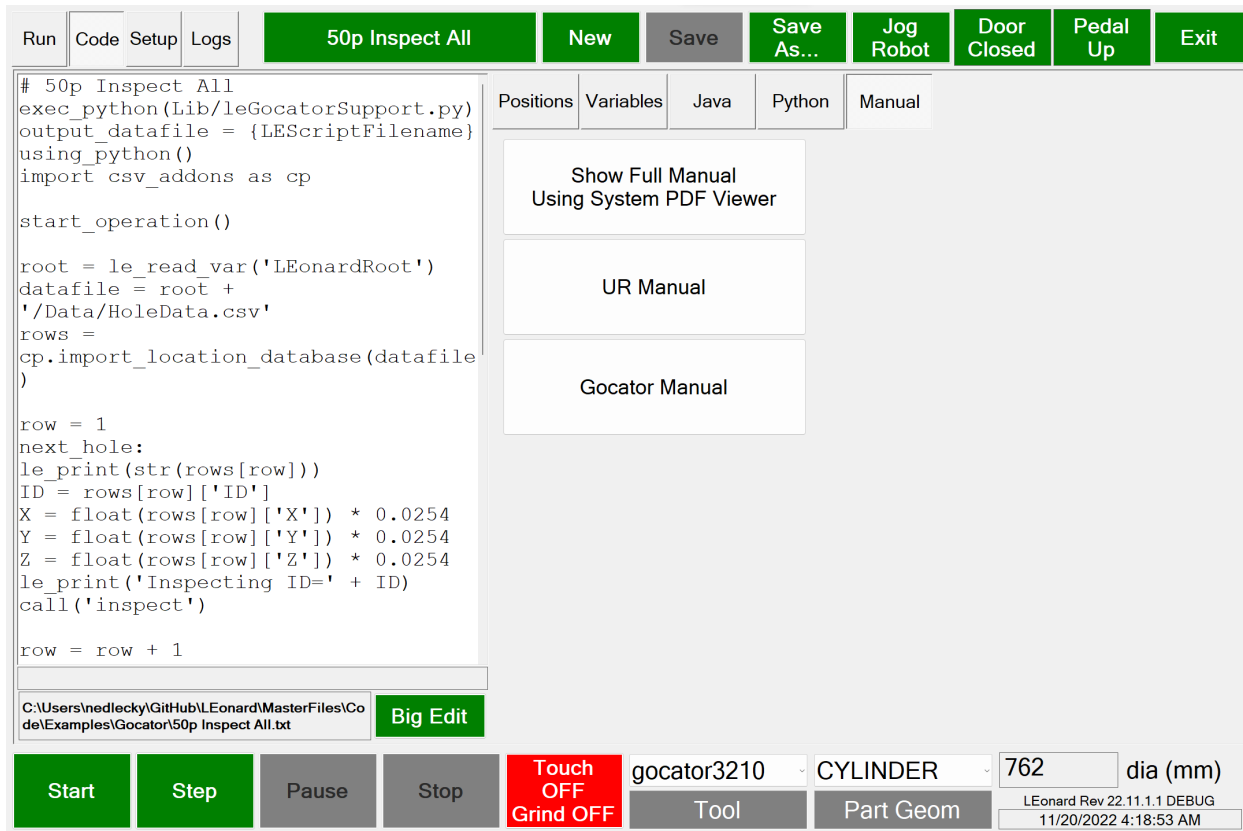 Run Code Setup Logs 50p Inspect All New Save Save As... Jog Robot Door Closed Pedal Up Exit
# 50p Inspect All
exec_python(Lib/leGocatorSupport.py)
output_datafile = {LEScriptFilename}
using_python()
import csv_addons as cp
start_operation()
root = le_read_var('LEonardRoot')
datafile = root +
'/Data/HoleData.csv'
rows =
cp.import_location_database(datafile
)
row = 1
next_hole:
le_print(str(rows[row]))
ID = rows[row]['ID']
X = float(rows[row]['X']) * 0.0254
Y = float(rows[row]['Y']) * 0.0254
Z = float(rows[row]['Z']) * 0.0254
le_print('Inspecting ID=' + ID)
call('inspect')
row = row + 1
C:\Users\nedlecky\GitHub\LEonard\MasterFiles\Co
de\Examples\Gocator\50p Inspect All.txt
Big Edit
Positions Variables Java Python Manual
Show Full Manual
Using System PDF Viewer
UR Manual
Gocator Manual
Start Step Pause Stop
Touch
OFF
Grind OFF
gocator3210
Tool
CYLINDER
Part Geom
762 dia (mm)
LEonard Rev 22.11.1.1 DEBUG
11/20/2022 4:18:53 AM